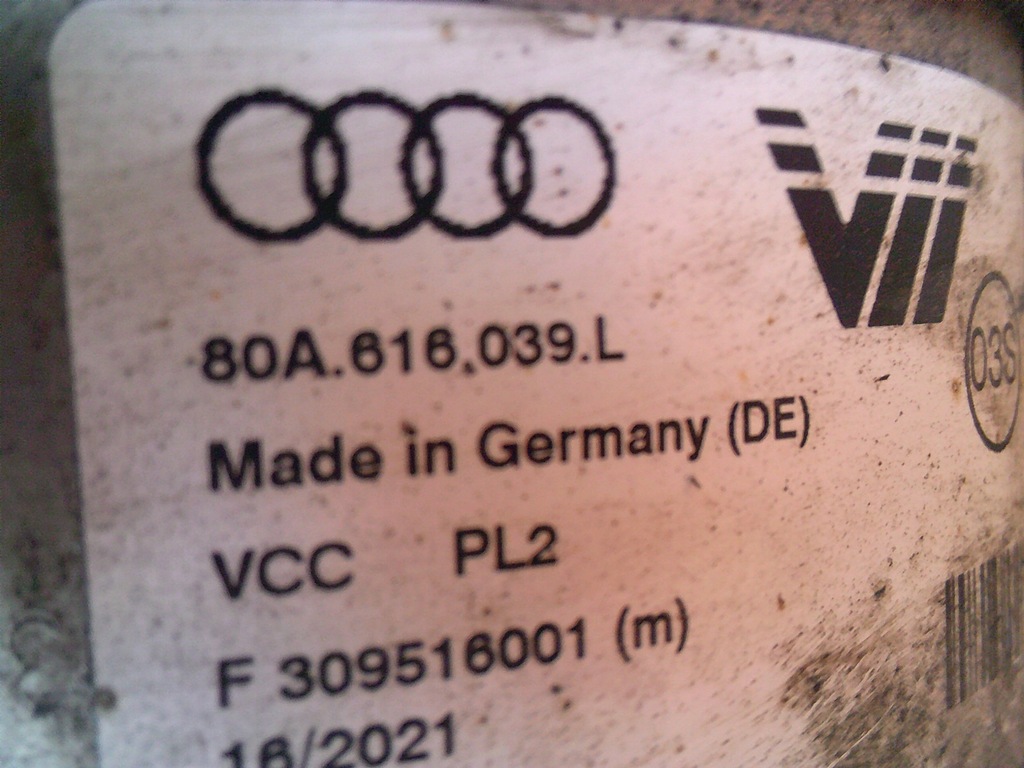 80A.616.039.L
03S
Made in Germany (DE)
VCC PL2
F 309516001 (m)
16/2021